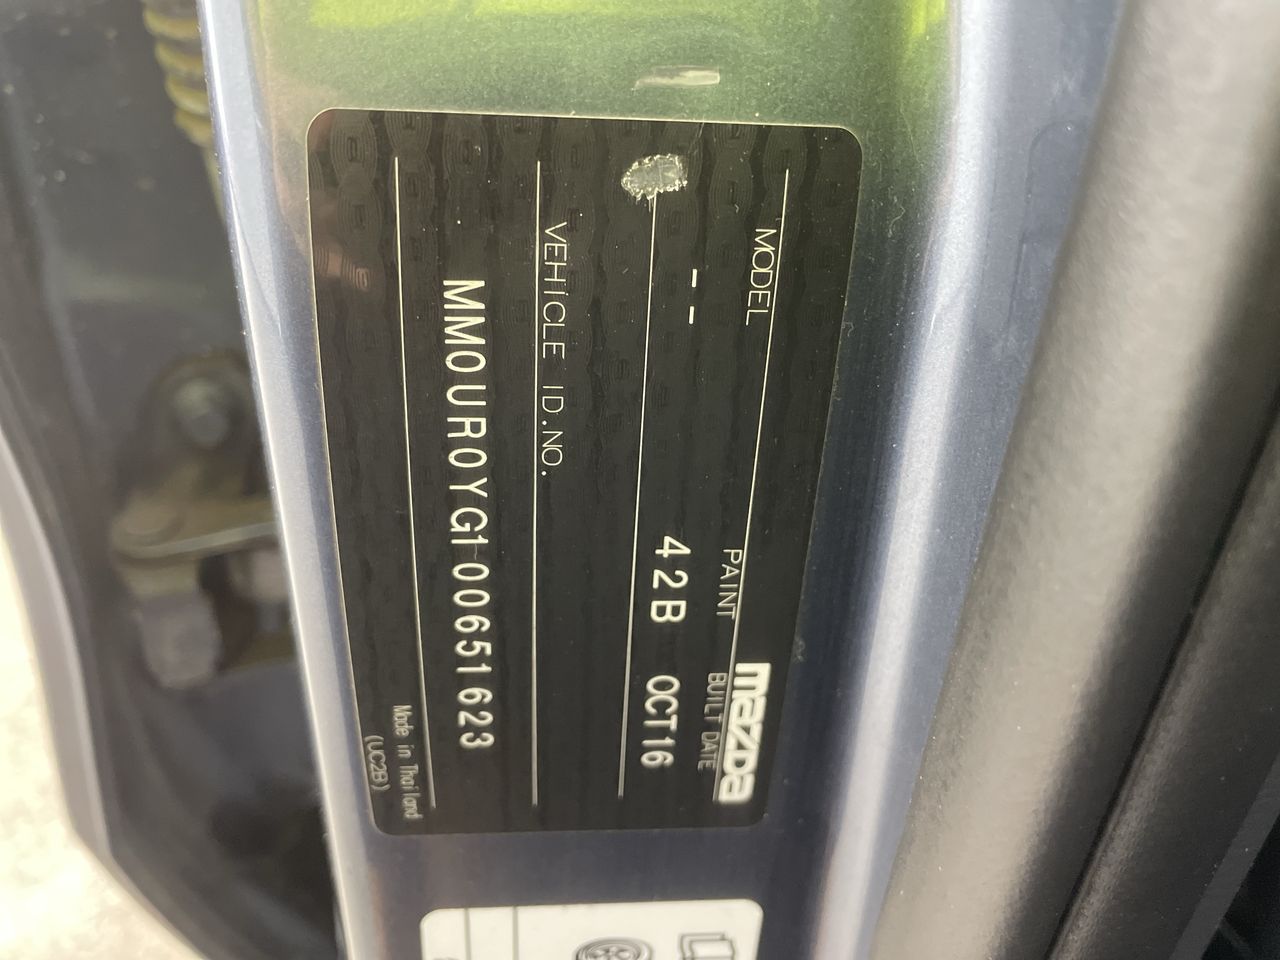 mazda
MODEL PAINT BUILT DATE
-- 42B OCT16
VEHICLE ID.NO.
MM0UR0YG100651623
Made in Thailand
(UC2B)